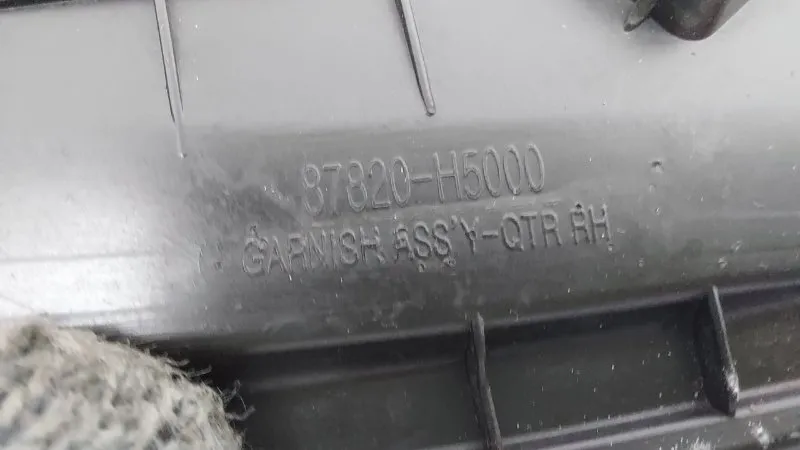 87820-H5000
GARNISH ASS'Y-QTR RH